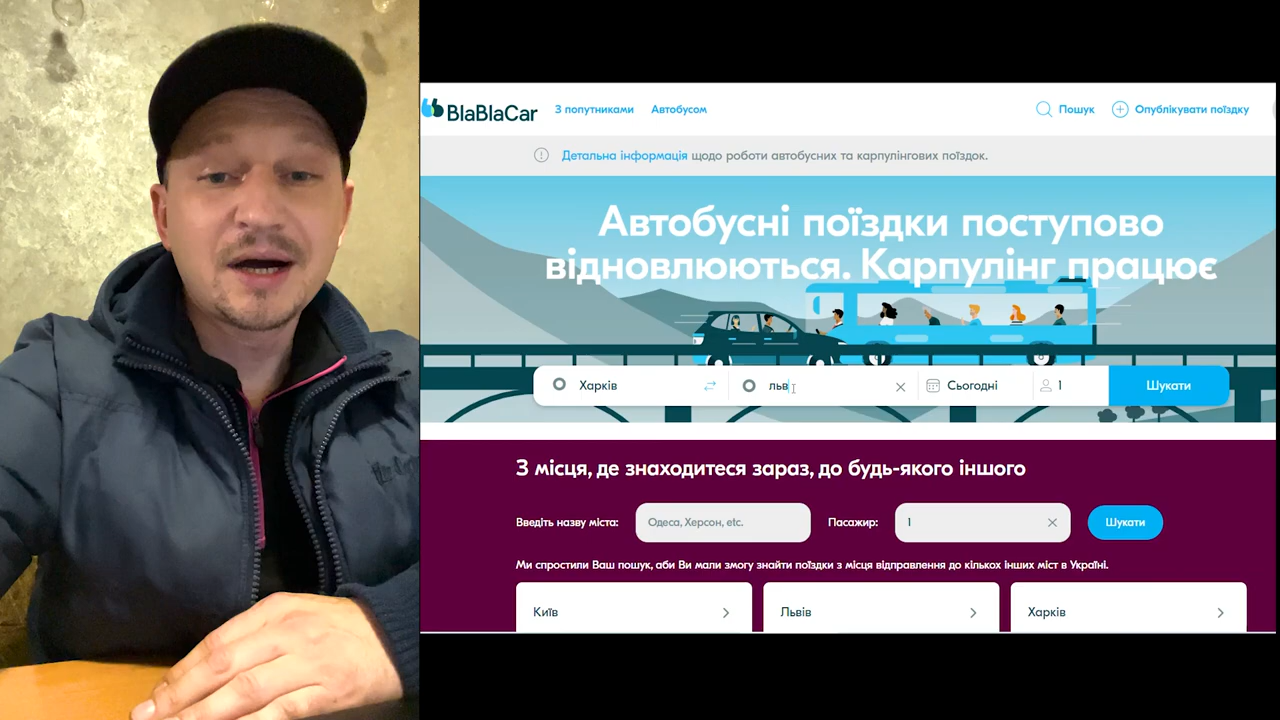 BlaBlaCar
З попутниками
Автобусом
Пошук
Опублікувати поїздку
Детальна інформація щодо роботи автобусних та карпулінгових поїздок.
Автобусні поїздки поступово
відновлюються. Карпулінг працює
Харків
льв
Сьогодні
1
Шукати
З місця, де знаходитеся зараз, до будь-якого іншого
Введіть назву міста:
Одеса, Херсон, etc.
Пасажир:
1
Шукати
Ми спростили Ваш пошук, аби Ви мали змогу знайти поїздки з місця відправлення до кількох інших міст в Україні.
Київ
Львів
Харків